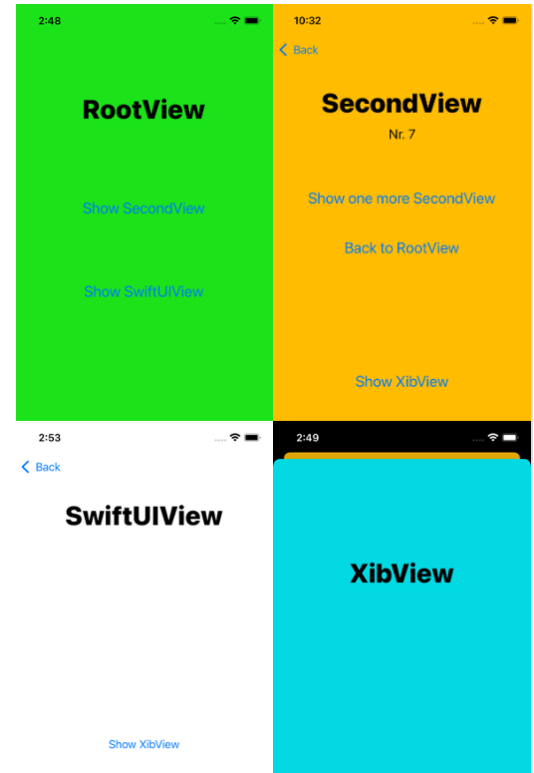 2:48
RootView
Show SecondView
Show SwiftUIView
10:32
Back
SecondView
Nr. 7
Show one more SecondView
Back to RootView
Show XibView
2:53
Back
SwiftUIView
Show XibView
2:49
XibView